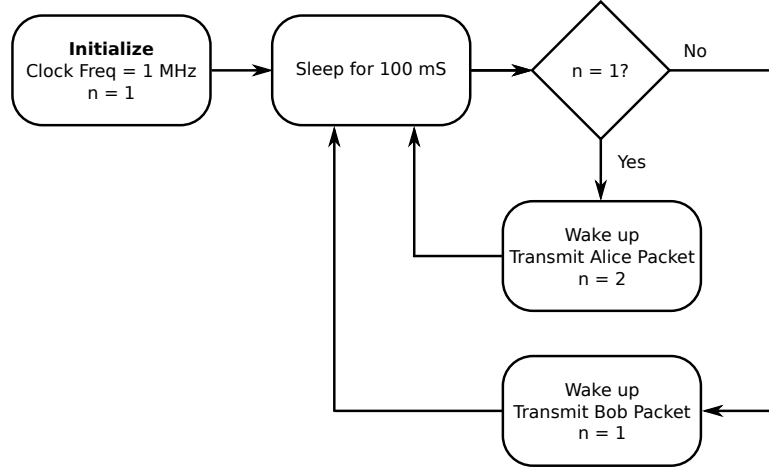 Initialize
Clock Freq = 1 MHz
n = 1
Sleep for 100 mS
n = 1?
No
Yes
Wake up
Transmit Alice Packet
n = 2
Wake up
Transmit Bob Packet
n = 1